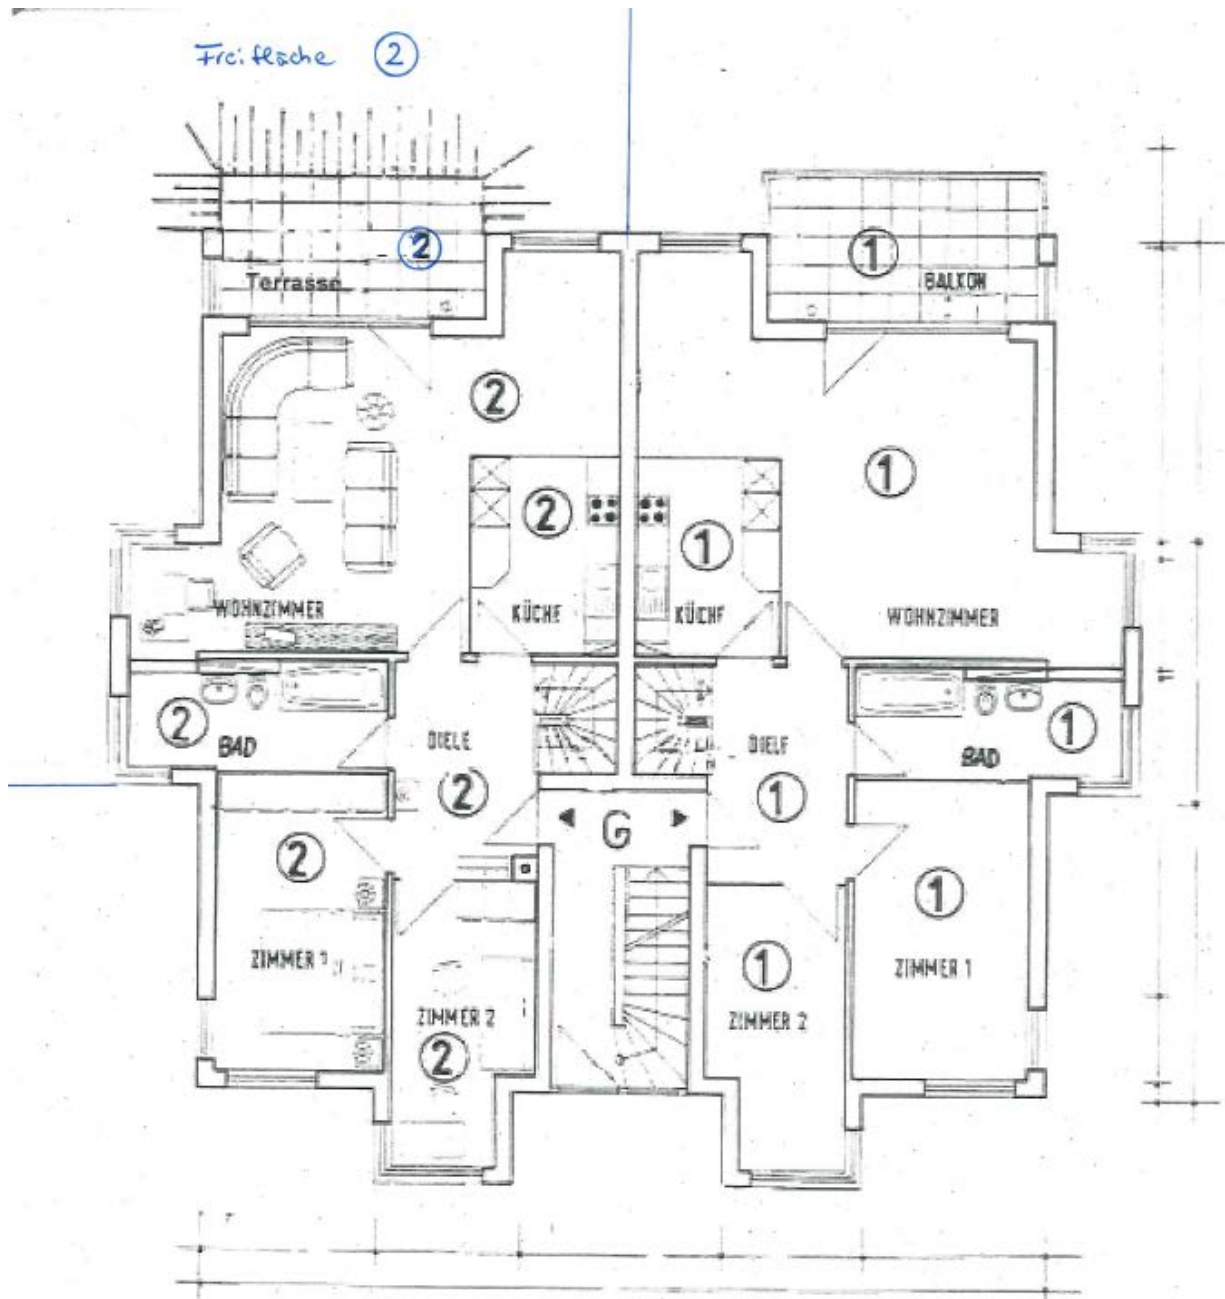 Freifläche ②
②
①
Terrasse
BALKON
②
①
②
①
WOHNZIMMER
KÜCHE
KÜCHE
WOHNZIMMER
②
BAD
DIELE
DIELE
BAD
①
②
①
G
②
①
ZIMMER 1
①
ZIMMER 1
ZIMMER 2
ZIMMER 2
②